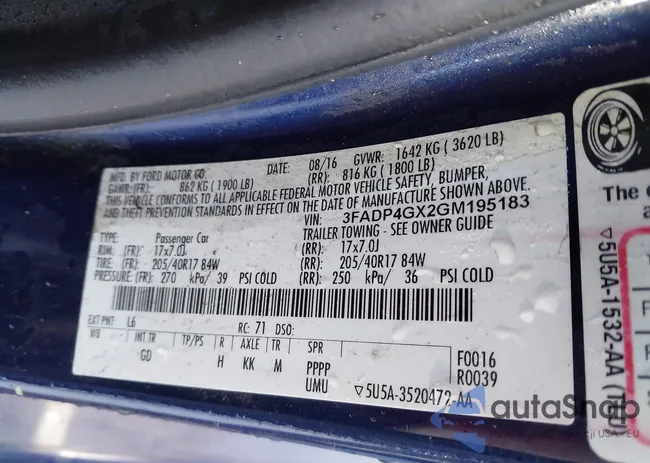 MFD. BY FORD MOTOR CO.
DATE: 08/16 GVWR: 1642 KG ( 3620 LB)
GAWR: (FR): 862 KG ( 1900 LB) (RR): 816 KG ( 1800 LB)
THIS VEHICLE CONFORMS TO ALL APPLICABLE FEDERAL MOTOR VEHICLE SAFETY, BUMPER,
AND THEFT PREVENTION STANDARDS IN EFFECT ON THE DATE OF MANUFACTURE SHOWN ABOVE.
VIN: 3FADP4GX2GM195183
TYPE: Passenger Car TRAILER TOWING - SEE OWNER GUIDE
RIM: (FR): 17x7.0J (RR): 17x7.0J
TIRE: (FR): 205/40R17 84W (RR): 205/40R17 84W
PRESSURE: (FR): 270 kPa/ 39 PSI COLD (RR): 250 kPa/ 36 PSI COLD
EXT PNT: L6 RC: 71 DSO:
WB INT TR TP/PS R AXLE TR SPR
GD H KK M PPPP
UMU
F0016
R0039
▽5U5A-3520472-AA
The
▽5U5A-1532-AA
autaSnap